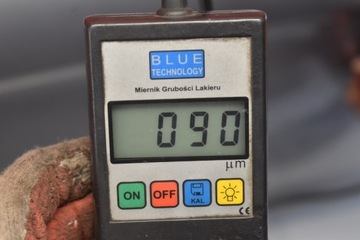 BLUE
TECHNOLOGY
Miernik Grubości Lakieru
090
µm
ON
OFF
KAL
CE